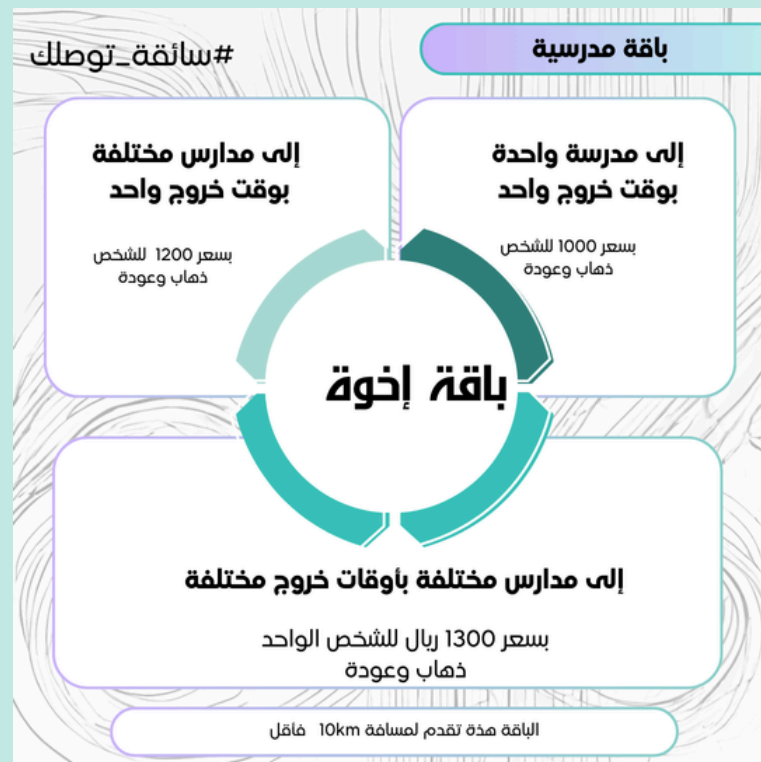 باقة مدرسية
#سائقة_توصلك
إلى مدرسة واحدة
بوقت خروج واحد
بسعر 1000 للشخص
ذهاب وعودة
إلى مدارس مختلفة
بوقت خروج واحد
بسعر 1200 للشخص
ذهاب وعودة
باقة إخوة
إلى مدارس مختلفة بأوقات خروج مختلفة
بسعر 1300 ريال للشخص الواحد
ذهاب وعودة
الباقة هذة تقدم لمسافة 10km فاقل